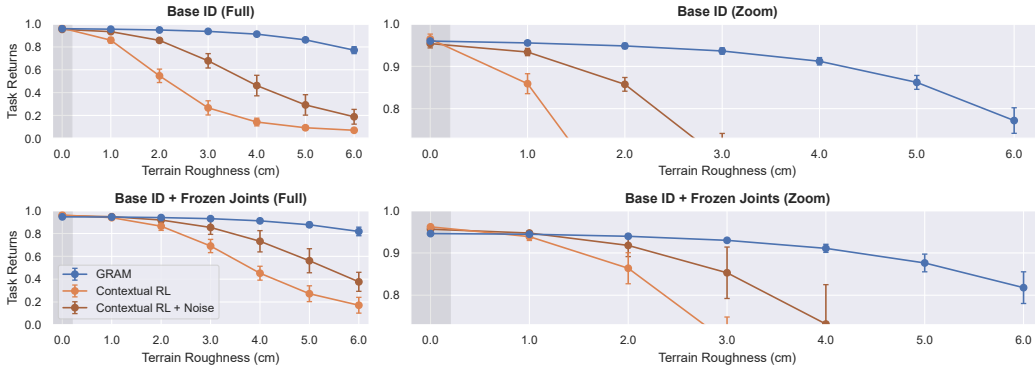 Base ID (Full)
Task Returns
1.0
0.8
0.6
0.4
0.2
0.0
0.0 1.0 2.0 3.0 4.0 5.0 6.0
Terrain Roughness (cm)
Base ID (Zoom)
1.0
0.9
0.8
0.0 1.0 2.0 3.0 4.0 5.0 6.0
Terrain Roughness (cm)
Base ID + Frozen Joints (Full)
Task Returns
1.0
0.8
0.6
0.4
0.2
0.0
GRAM
Contextual RL
Contextual RL + Noise
0.0 1.0 2.0 3.0 4.0 5.0 6.0
Terrain Roughness (cm)
Base ID + Frozen Joints (Zoom)
1.0
0.9
0.8
0.0 1.0 2.0 3.0 4.0 5.0 6.0
Terrain Roughness (cm)